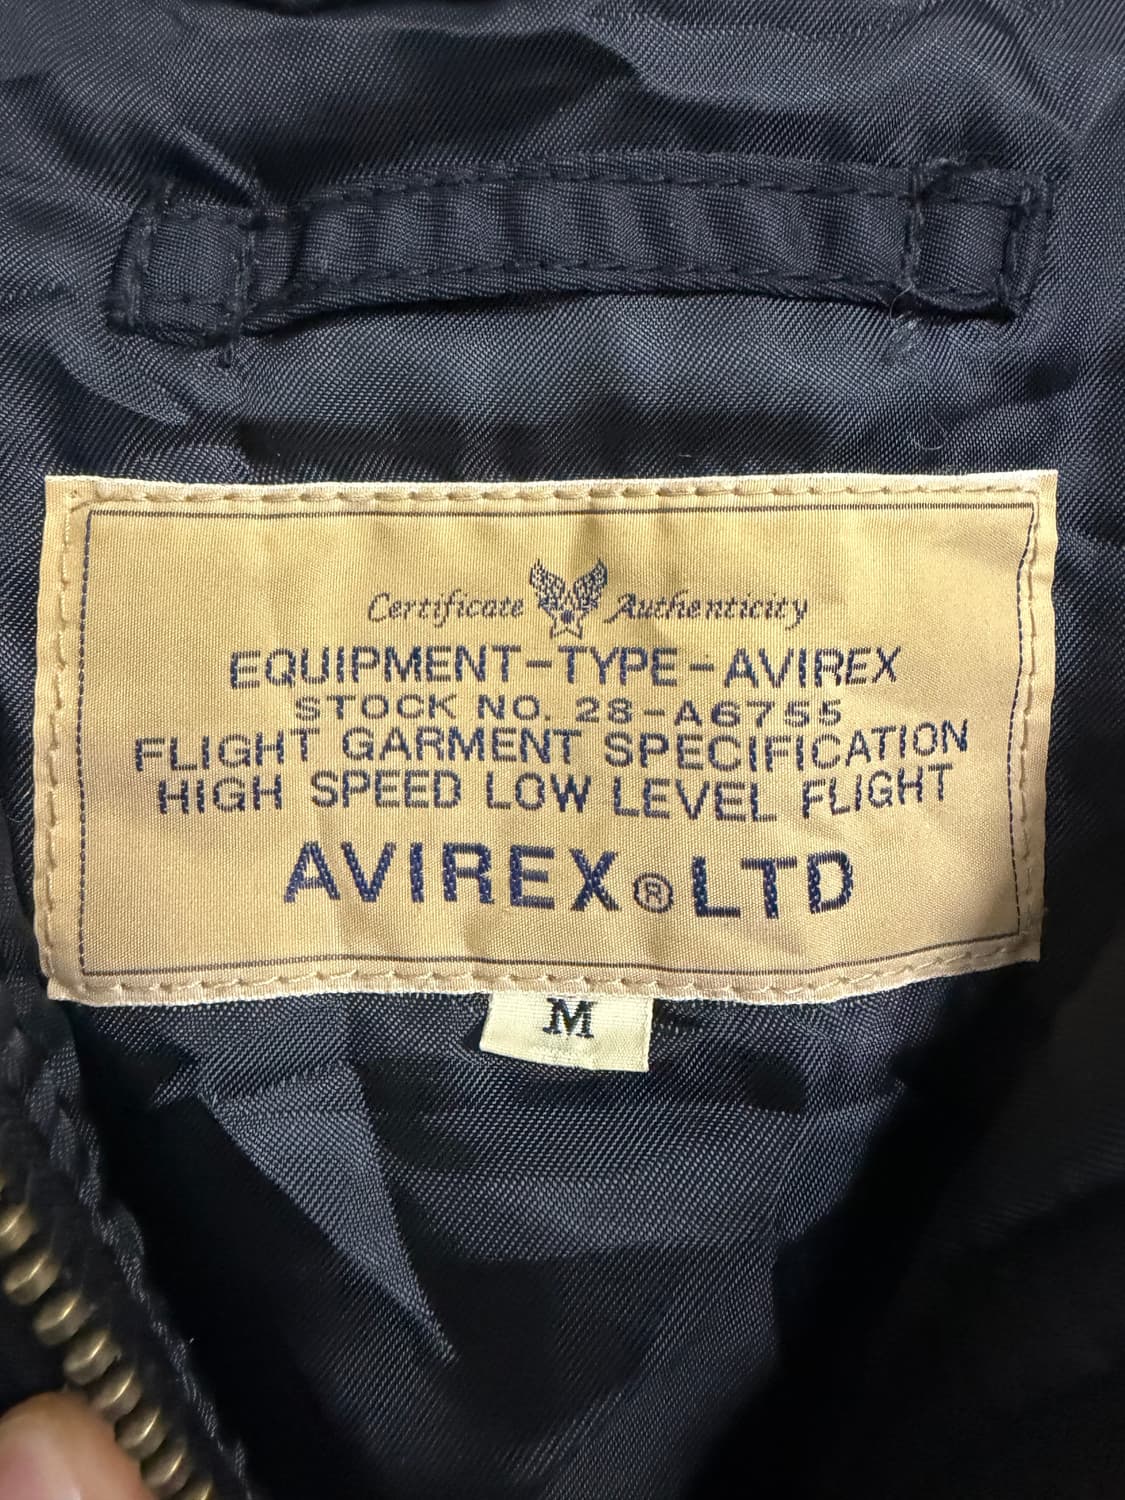 Certificate Authenticity
EQUIPMENT-TYPE-AVIREX
STOCK NO. 28-A6755
FLIGHT GARMENT SPECIFICATION
HIGH SPEED LOW LEVEL FLIGHT
AVIREX® LTD
M